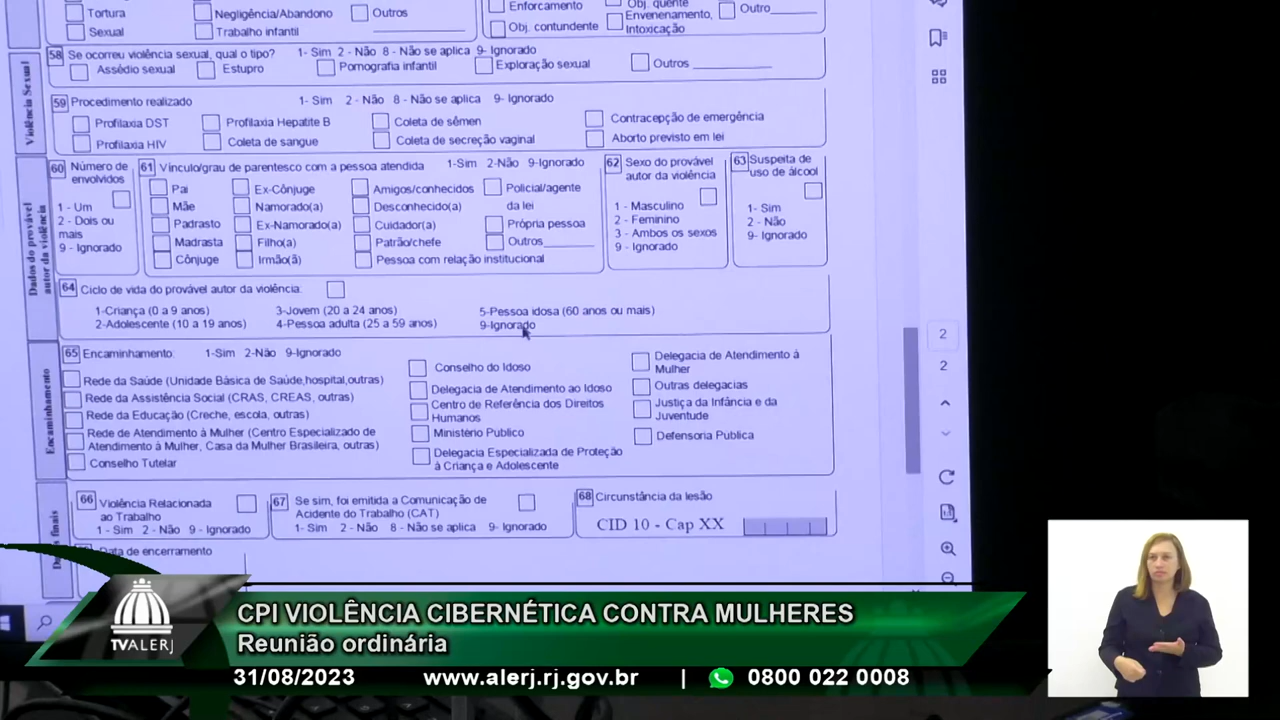 Tortura
Negligência/Abandono
Outros
Enforcamento
Obj. quente
Outro
Sexual
Trabalho infantil
Obj. contundente
Envenenamento,
Intoxicação
Violência Sexual
58 Se ocorreu violência sexual, qual o tipo? 1- Sim 2 - Não 8 - Não se aplica 9- Ignorado
Assédio sexual Estupro Pornografia infantil Exploração sexual Outros
59 Procedimento realizado 1- Sim 2 - Não 8 - Não se aplica 9- Ignorado
Profilaxia DST Profilaxia Hepatite B Coleta de sêmen Contracepção de emergência
Profilaxia HIV Coleta de sangue Coleta de secreção vaginal Aborto previsto em lei
Dados do provável
autor da violência
60 Número de
envolvidos
1 - Um
2 - Dois ou
mais
9 - Ignorado
61 Vínculo/grau de parentesco com a pessoa atendida 1-Sim 2-Não 9-Ignorado
Pai Ex-Cônjuge Amigos/conhecidos Policial/agente
da lei
Mãe Namorado(a) Desconhecido(a)
Padrasto Ex-Namorado(a) Cuidador(a) Própria pessoa
Madrasta Filho(a) Patrão/chefe Outros
Cônjuge Irmão(ã) Pessoa com relação institucional
62 Sexo do provável
autor da violência
1 - Masculino
2 - Feminino
3 - Ambos os sexos
9 - Ignorado
63 Suspeita de
uso de álcool
1- Sim
2 - Não
9- Ignorado
64 Ciclo de vida do provável autor da violência:
1-Criança (0 a 9 anos) 3-Jovem (20 a 24 anos) 5-Pessoa idosa (60 anos ou mais)
2-Adolescente (10 a 19 anos) 4-Pessoa adulta (25 a 59 anos) 9-Ignorado
Encaminhamento
65 Encaminhamento: 1-Sim 2-Não 9-Ignorado
Rede da Saúde (Unidade Básica de Saúde,hospital,outras)
Rede da Assistência Social (CRAS, CREAS, outras)
Rede da Educação (Creche, escola, outras)
Rede de Atendimento à Mulher (Centro Especializado de
Atendimento à Mulher, Casa da Mulher Brasileira, outras)
Conselho Tutelar
Conselho do Idoso
Delegacia de Atendimento ao Idoso
Centro de Referência dos Direitos
Humanos
Ministério Publico
Delegacia Especializada de Proteção
à Criança e Adolescente
Delegacia de Atendimento à
Mulher
Outras delegacias
Justiça da Infância e da
Juventude
Defensoria Publica
66 Violência Relacionada
ao Trabalho
1 - Sim 2 - Não 9 - Ignorado
67 Se sim, foi emitida a Comunicação de
Acidente do Trabalho (CAT)
1- Sim 2 - Não 8 - Não se aplica 9- Ignorado
68 Circunstância da lesão
CID 10 - Cap XX
Data de encerramento
2
2
TVALERJ
CPI VIOLÊNCIA CIBERNÉTICA CONTRA MULHERES
Reunião ordinária
31/08/2023 www.alerj.rj.gov.br | 0800 022 0008